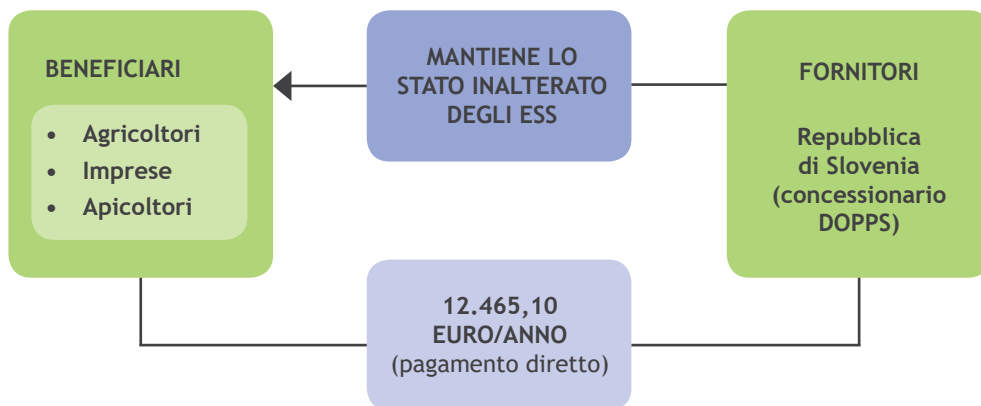 BENEFICIARI
• Agricoltori
• Imprese
• Apicoltori
MANTIENE LO
STATO INALTERATO
DEGLI ESS
FORNITORI
Repubblica
di Slovenia
(concessionario
DOPPS)
12.465,10
EURO/ANNO
(pagamento diretto)